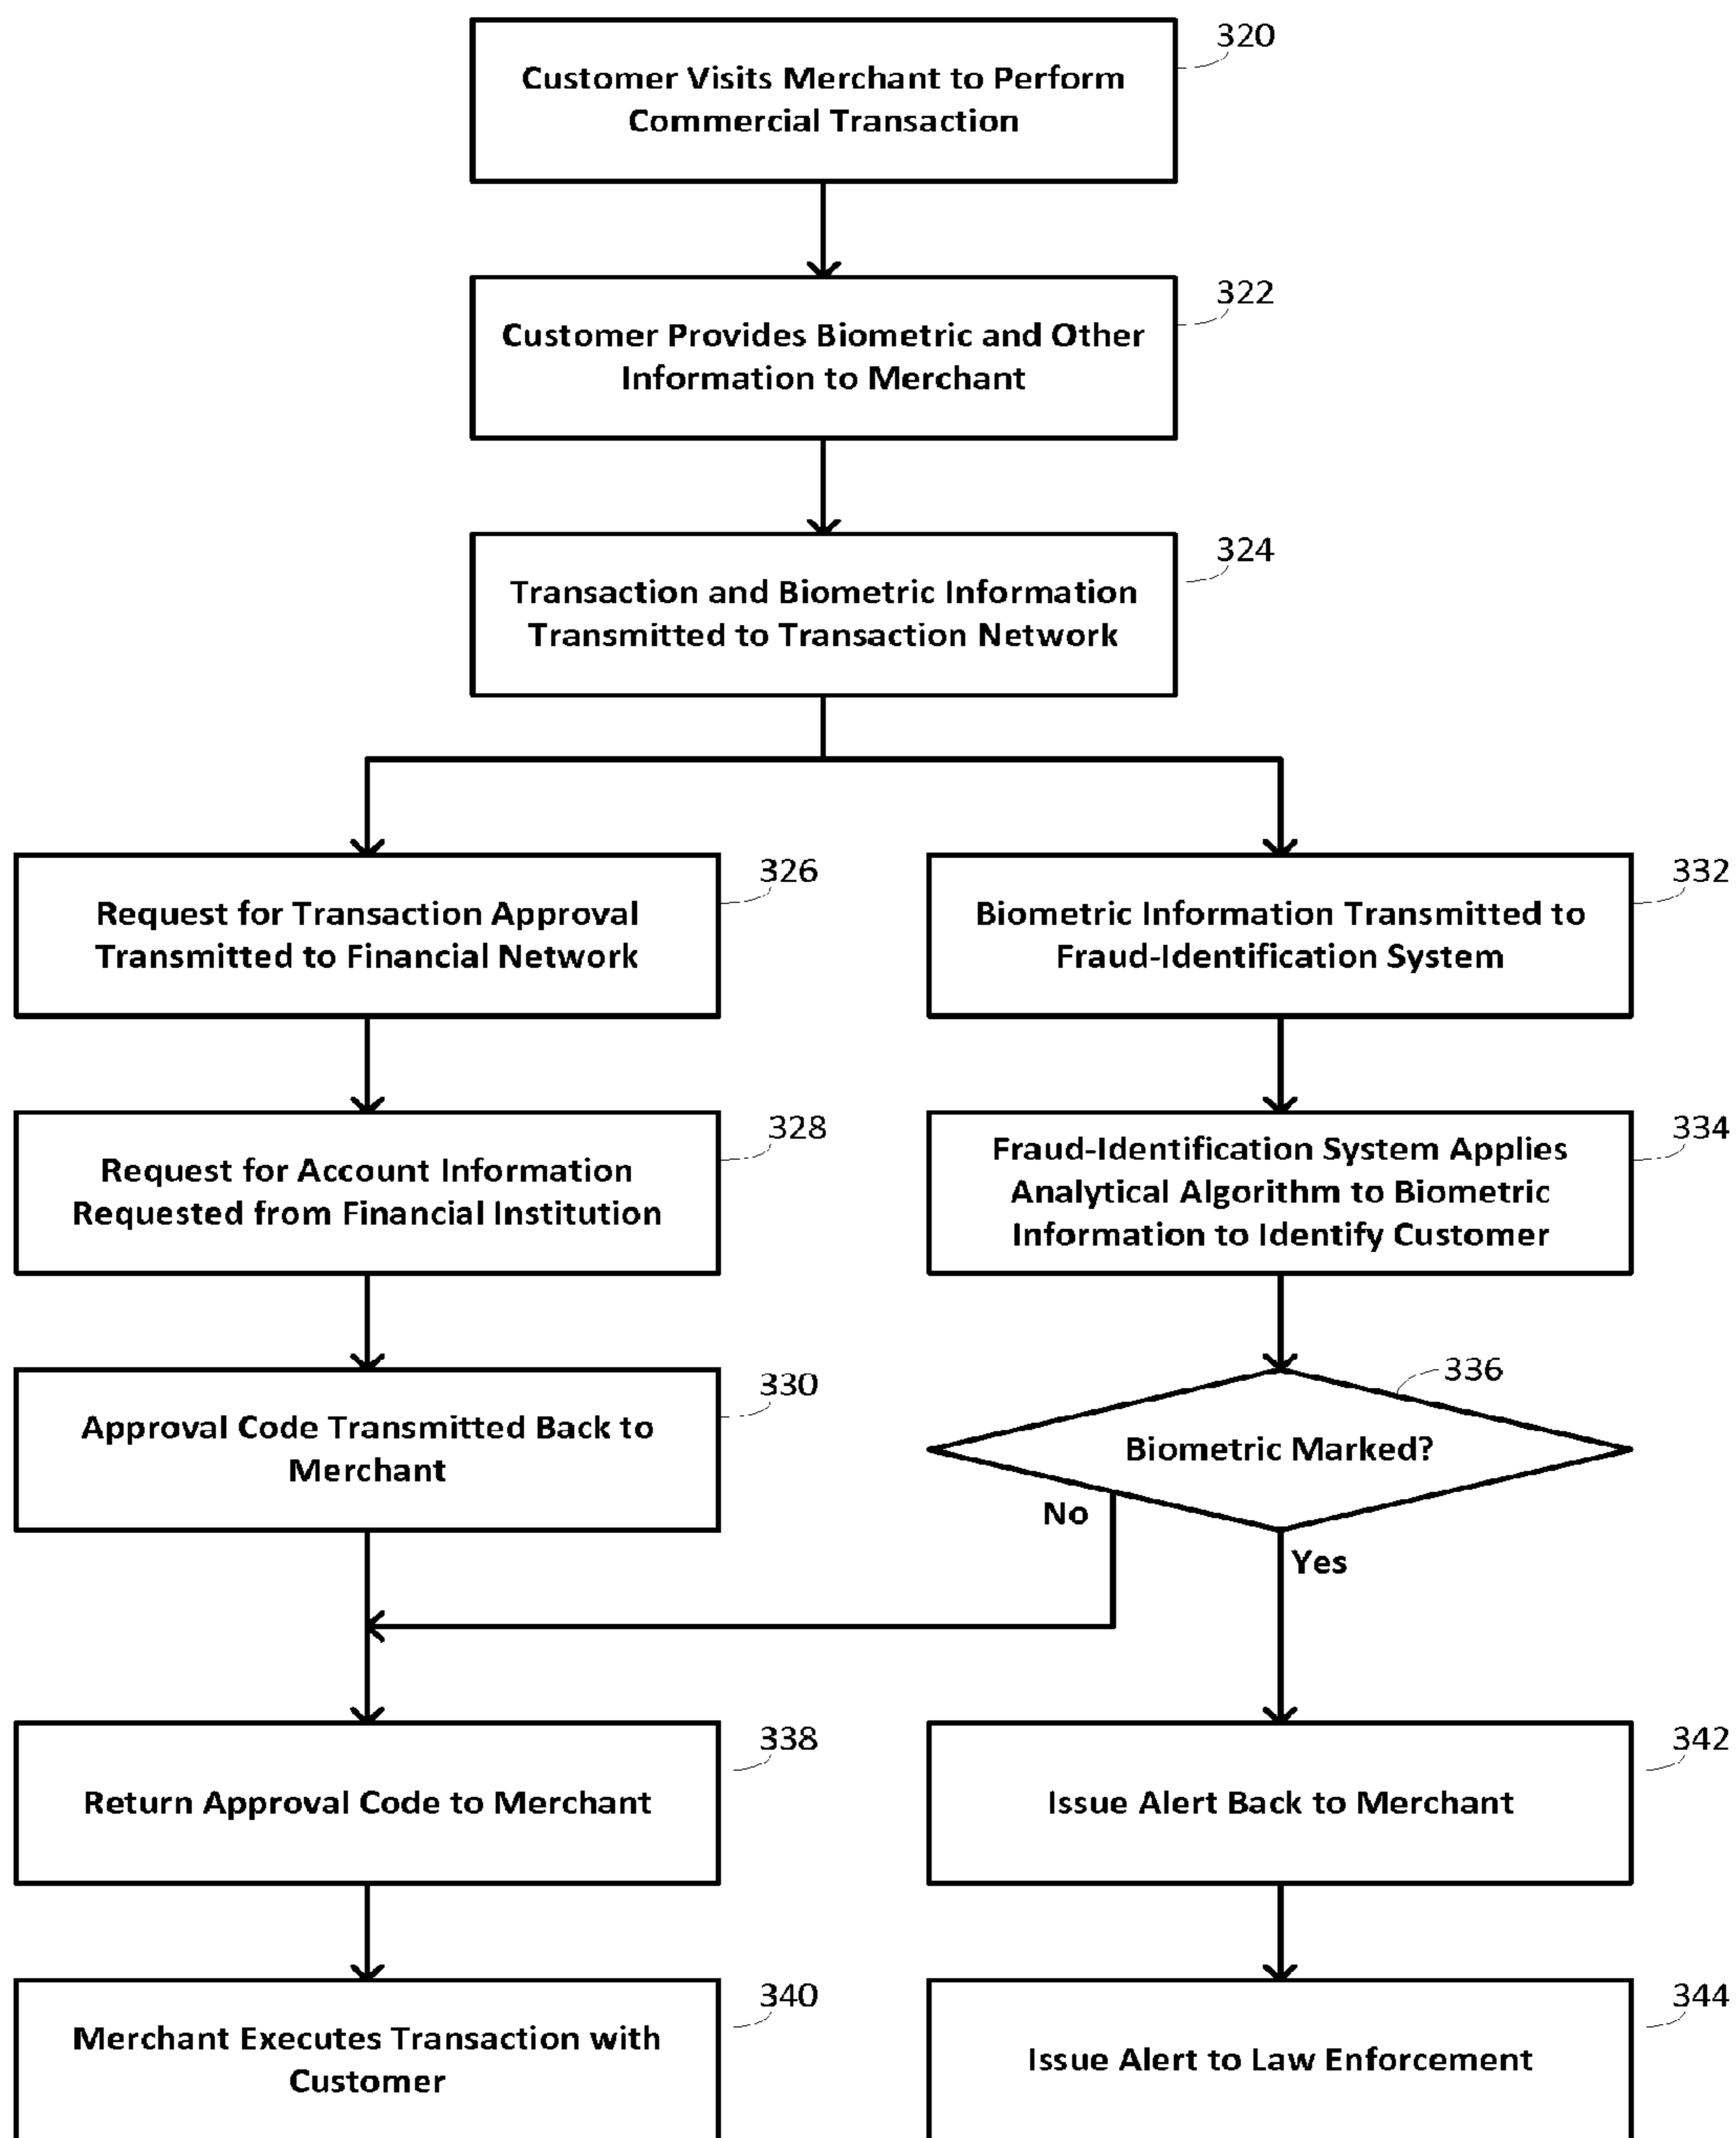 320
Customer Visits Merchant to Perform
Commercial Transaction
322
Customer Provides Biometric and Other
Information to Merchant
324
Transaction and Biometric Information
Transmitted to Transaction Network
326
Request for Transaction Approval
Transmitted to Financial Network
332
Biometric Information Transmitted to
Fraud-Identification System
328
Request for Account Information
Requested from Financial Institution
334
Fraud-Identification System Applies
Analytical Algorithm to Biometric
Information to Identify Customer
330
Approval Code Transmitted Back to
Merchant
336
Biometric Marked?
No
Yes
338
Return Approval Code to Merchant
342
Issue Alert Back to Merchant
340
Merchant Executes Transaction with
Customer
344
Issue Alert to Law Enforcement